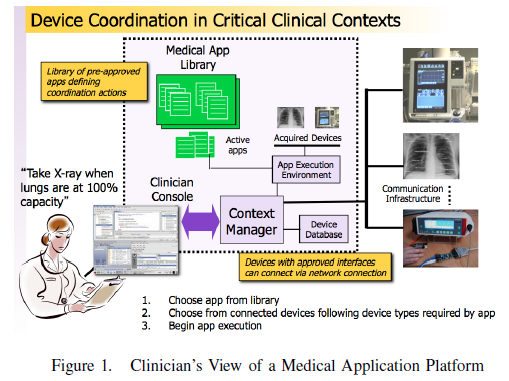 Device Coordination in Critical Clinical Contexts
Medical App
Library
Library of pre-approved
apps defining
coordination actions
Active
apps
Acquired Devices
App Execution
Environment
"Take X-ray when
lungs are at 100%
capacity"
Clinician
Console
Context
Manager
Device
Database
Communication
Infrastructure
Devices with approved interfaces
can connect via network connection
1. Choose app from library
2. Choose from connected devices following device types required by app
3. Begin app execution
Figure 1. Clinician's View of a Medical Application Platform